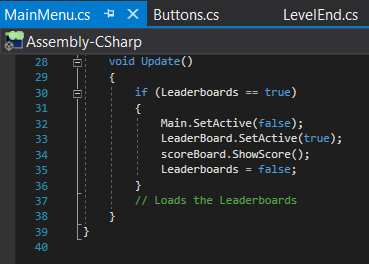 MainMenu.cs Buttons.cs LevelEnd.cs
Assembly-CSharp
28 void Update()
29 {
30 if (Leaderboards == true)
31 {
32 Main.SetActive(false);
33 LeaderBoard.SetActive(true);
34 scoreBoard.ShowScore();
35 Leaderboards = false;
36 }
37 // Loads the Leaderboards
38 }
39 }
40